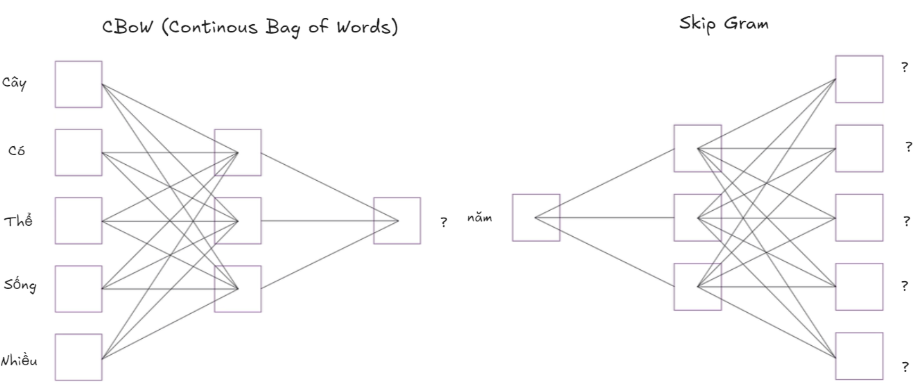 CBoW (Continous Bag of Words)
Cây
Có
Thể
Sống
Nhiều
?
Skip Gram
năm
?
?
?
?
?